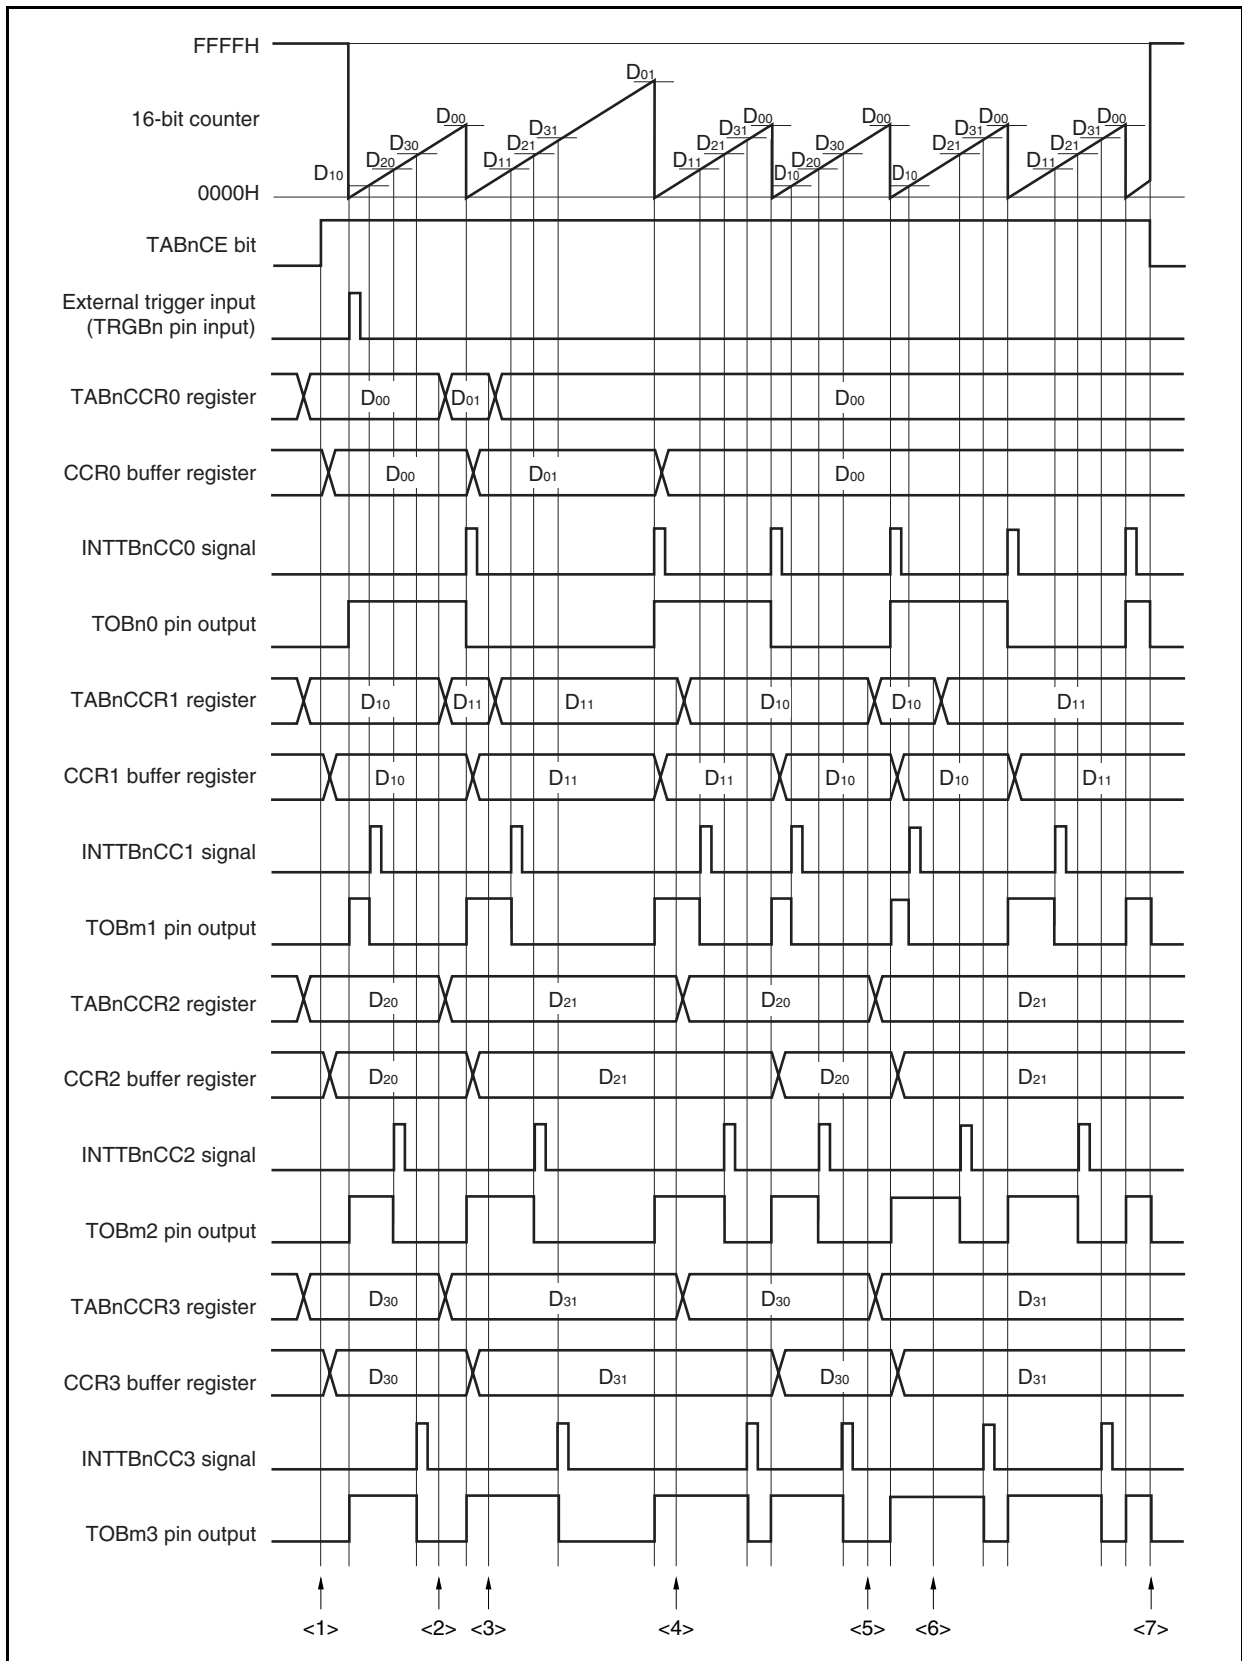 FFFFH
D01
16-bit counter
D00 D00 D00 D00 D00
D30 D31 D31 D30 D31 D31
D20 D21 D21 D20 D21 D21
D10 D11 D11 D10 D10 D11
0000H
TABnCE bit
External trigger input
(TRGBn pin input)
TABnCCR0 register D00 D01 D00
CCR0 buffer register D00 D01 D00
INTTBnCC0 signal
TOBn0 pin output
TABnCCR1 register D10 D11 D11 D10 D10 D11
CCR1 buffer register D10 D11 D11 D10 D10 D11
INTTBnCC1 signal
TOBm1 pin output
TABnCCR2 register D20 D21 D20 D21
CCR2 buffer register D20 D21 D20 D21
INTTBnCC2 signal
TOBm2 pin output
TABnCCR3 register D30 D31 D30 D31
CCR3 buffer register D30 D31 D30 D31
INTTBnCC3 signal
TOBm3 pin output
<1> <2> <3> <4> <5> <6> <7>